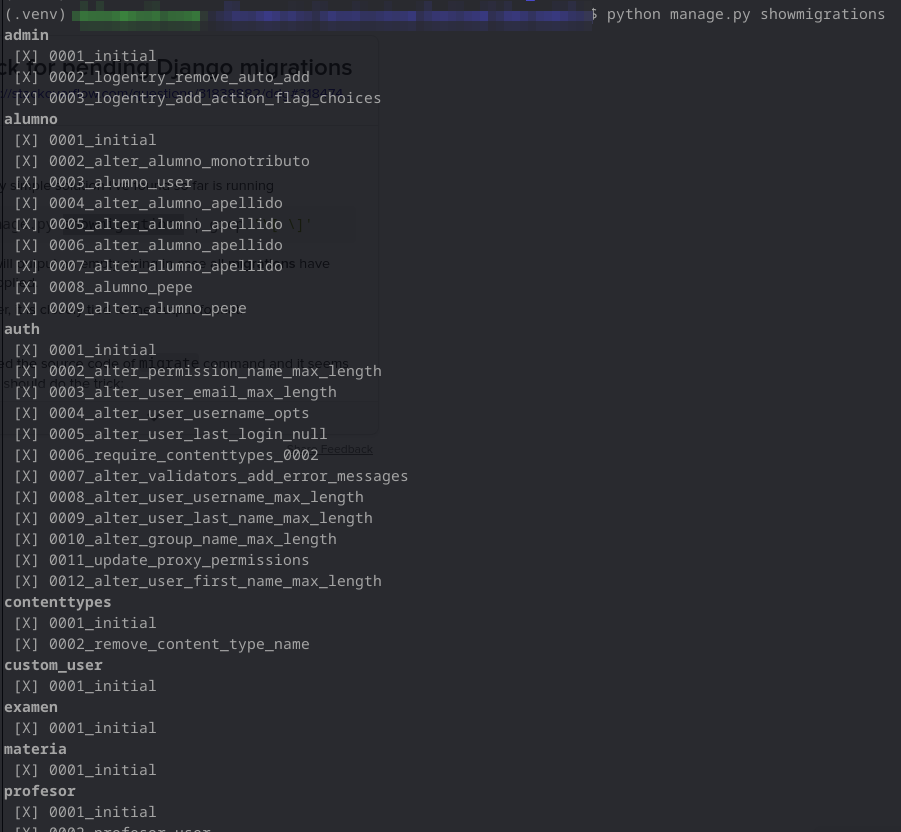 (.venv) $ python manage.py showmigrations
admin
[X] 0001_initial
[X] 0002_logentry_remove_auto_add
[X] 0003_logentry_add_action_flag_choices
alumno
[X] 0001_initial
[X] 0002_alter_alumno_monotributo
[X] 0003_alumno_user
[X] 0004_alter_alumno_apellido
[X] 0005_alter_alumno_apellido
[X] 0006_alter_alumno_apellido
[X] 0007_alter_alumno_apellido
[X] 0008_alumno_pepe
[X] 0009_alter_alumno_pepe
auth
[X] 0001_initial
[X] 0002_alter_permission_name_max_length
[X] 0003_alter_user_email_max_length
[X] 0004_alter_user_username_opts
[X] 0005_alter_user_last_login_null
[X] 0006_require_contenttypes_0002
[X] 0007_alter_validators_add_error_messages
[X] 0008_alter_user_username_max_length
[X] 0009_alter_user_last_name_max_length
[X] 0010_alter_group_name_max_length
[X] 0011_update_proxy_permissions
[X] 0012_alter_user_first_name_max_length
contenttypes
[X] 0001_initial
[X] 0002_remove_content_type_name
custom_user
[X] 0001_initial
examen
[X] 0001_initial
materia
[X] 0001_initial
profesor
[X] 0001_initial
[X] 0002_profesor_user